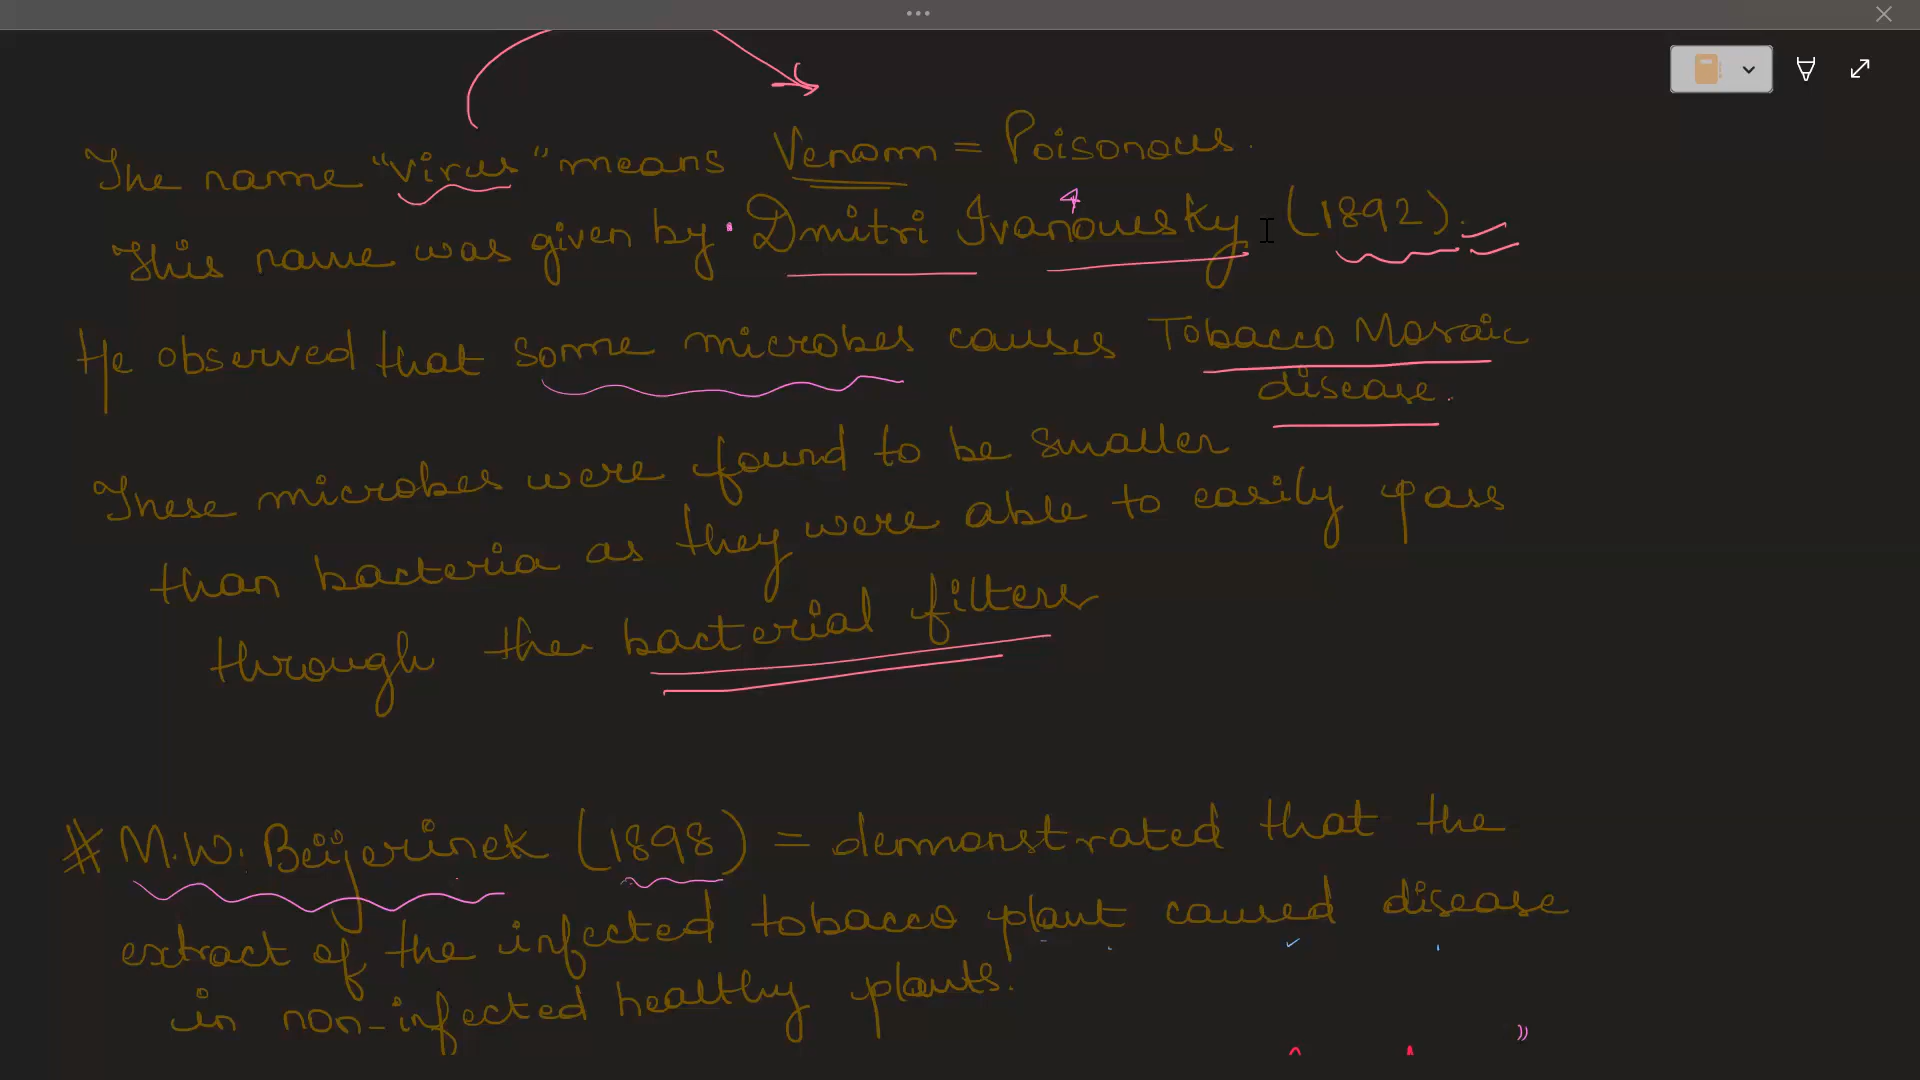 The name "virus" means Venom = Poisonous.
This name was given by Dmitri Ivanowsky (1892).
He observed that some microbes causes Tobacco Mosaic
disease.
These microbes were found to be smaller
than bacteria as they were able to easily pass
through the bacterial filters
# M.W. Beijerinek (1898) = demonstrated that the
extract of the infected tobacco plant caused disease
in non-infected healthy plants.